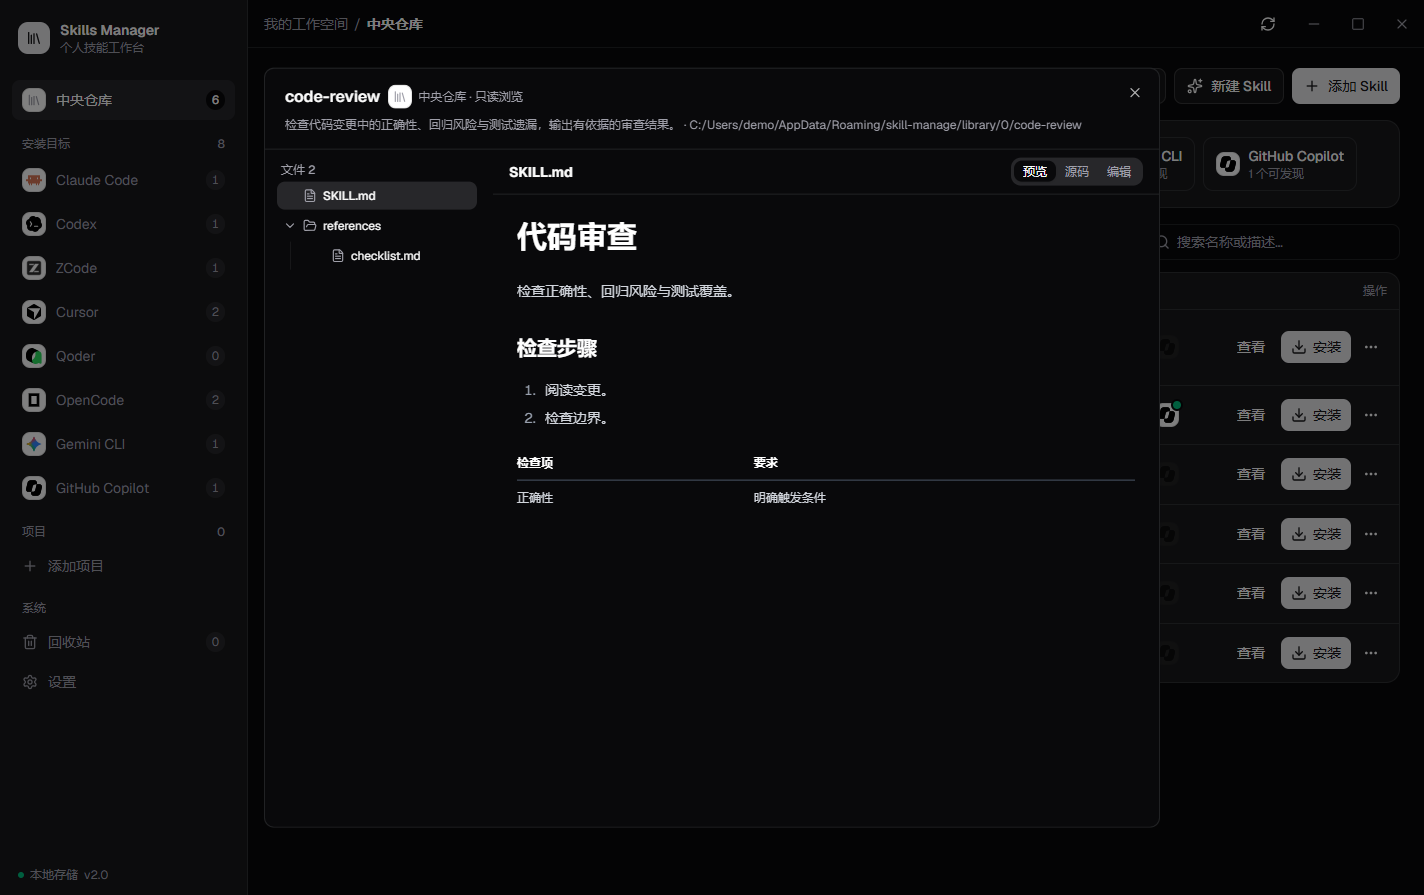 Skills Manager
个人技能工作台
中央仓库 6
安装目标 8
Claude Code 1
Codex 1
ZCode 1
Cursor 2
Qoder 0
OpenCode 2
Gemini CLI 1
GitHub Copilot 1
项目 0
添加项目
系统
回收站 0
设置
本地存储 v2.0
我的工作空间 / 中央仓库
新建 Skill
添加 Skill
CLI
现
GitHub Copilot
1 个可发现
搜索名称或描述...
操作
查看 安装
查看 安装
查看 安装
查看 安装
查看 安装
查看 安装
code-review 中央仓库 · 只读浏览
检查代码变更中的正确性、回归风险与测试遗漏，输出有依据的审查结果。 · C:/Users/demo/AppData/Roaming/skill-manage/library/0/code-review
文件 2
SKILL.md
references
checklist.md
SKILL.md
预览 源码 编辑
代码审查
检查正确性、回归风险与测试覆盖。
检查步骤
1. 阅读变更。
2. 检查边界。
检查项 要求
正确性 明确触发条件